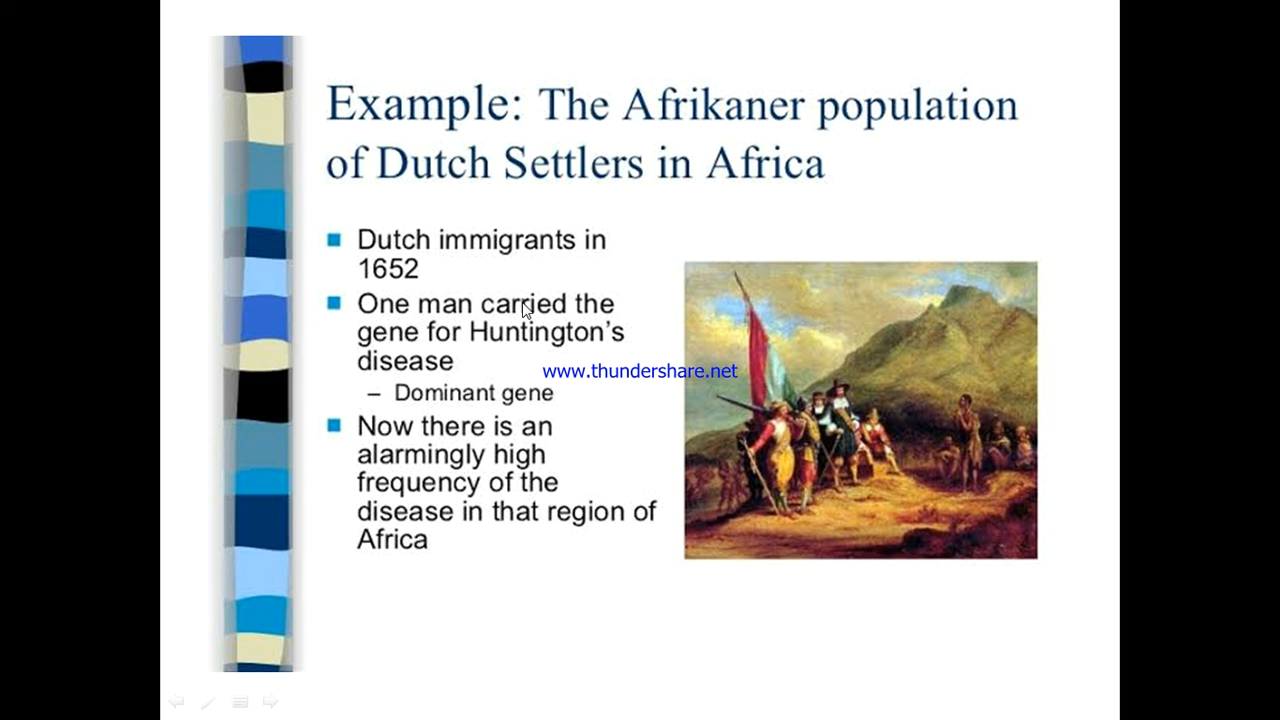 Example: The Afrikaner population
of Dutch Settlers in Africa
Dutch immigrants in
1652
One man carried the
gene for Huntington’s
disease
– Dominant gene
Now there is an
alarmingly high
frequency of the
disease in that region of
Africa
www.thundershare.net